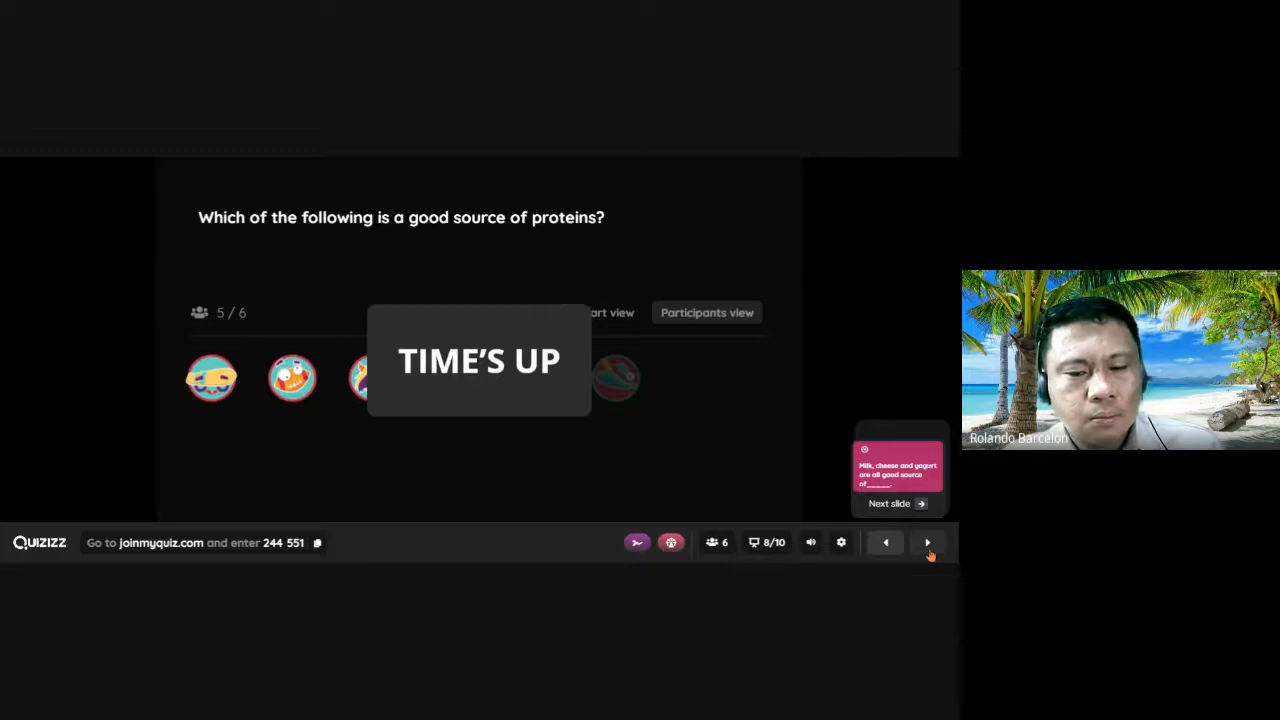 Which of the following is a good source of proteins?
5 / 6
art view
Participants view
TIME'S UP
Rolando Barcelon
Milk, cheese and yogurt
are all good source
of_____.
Next slide
QUIZIZZ
Go to joinmyquiz.com and enter 244 551
6
8/10